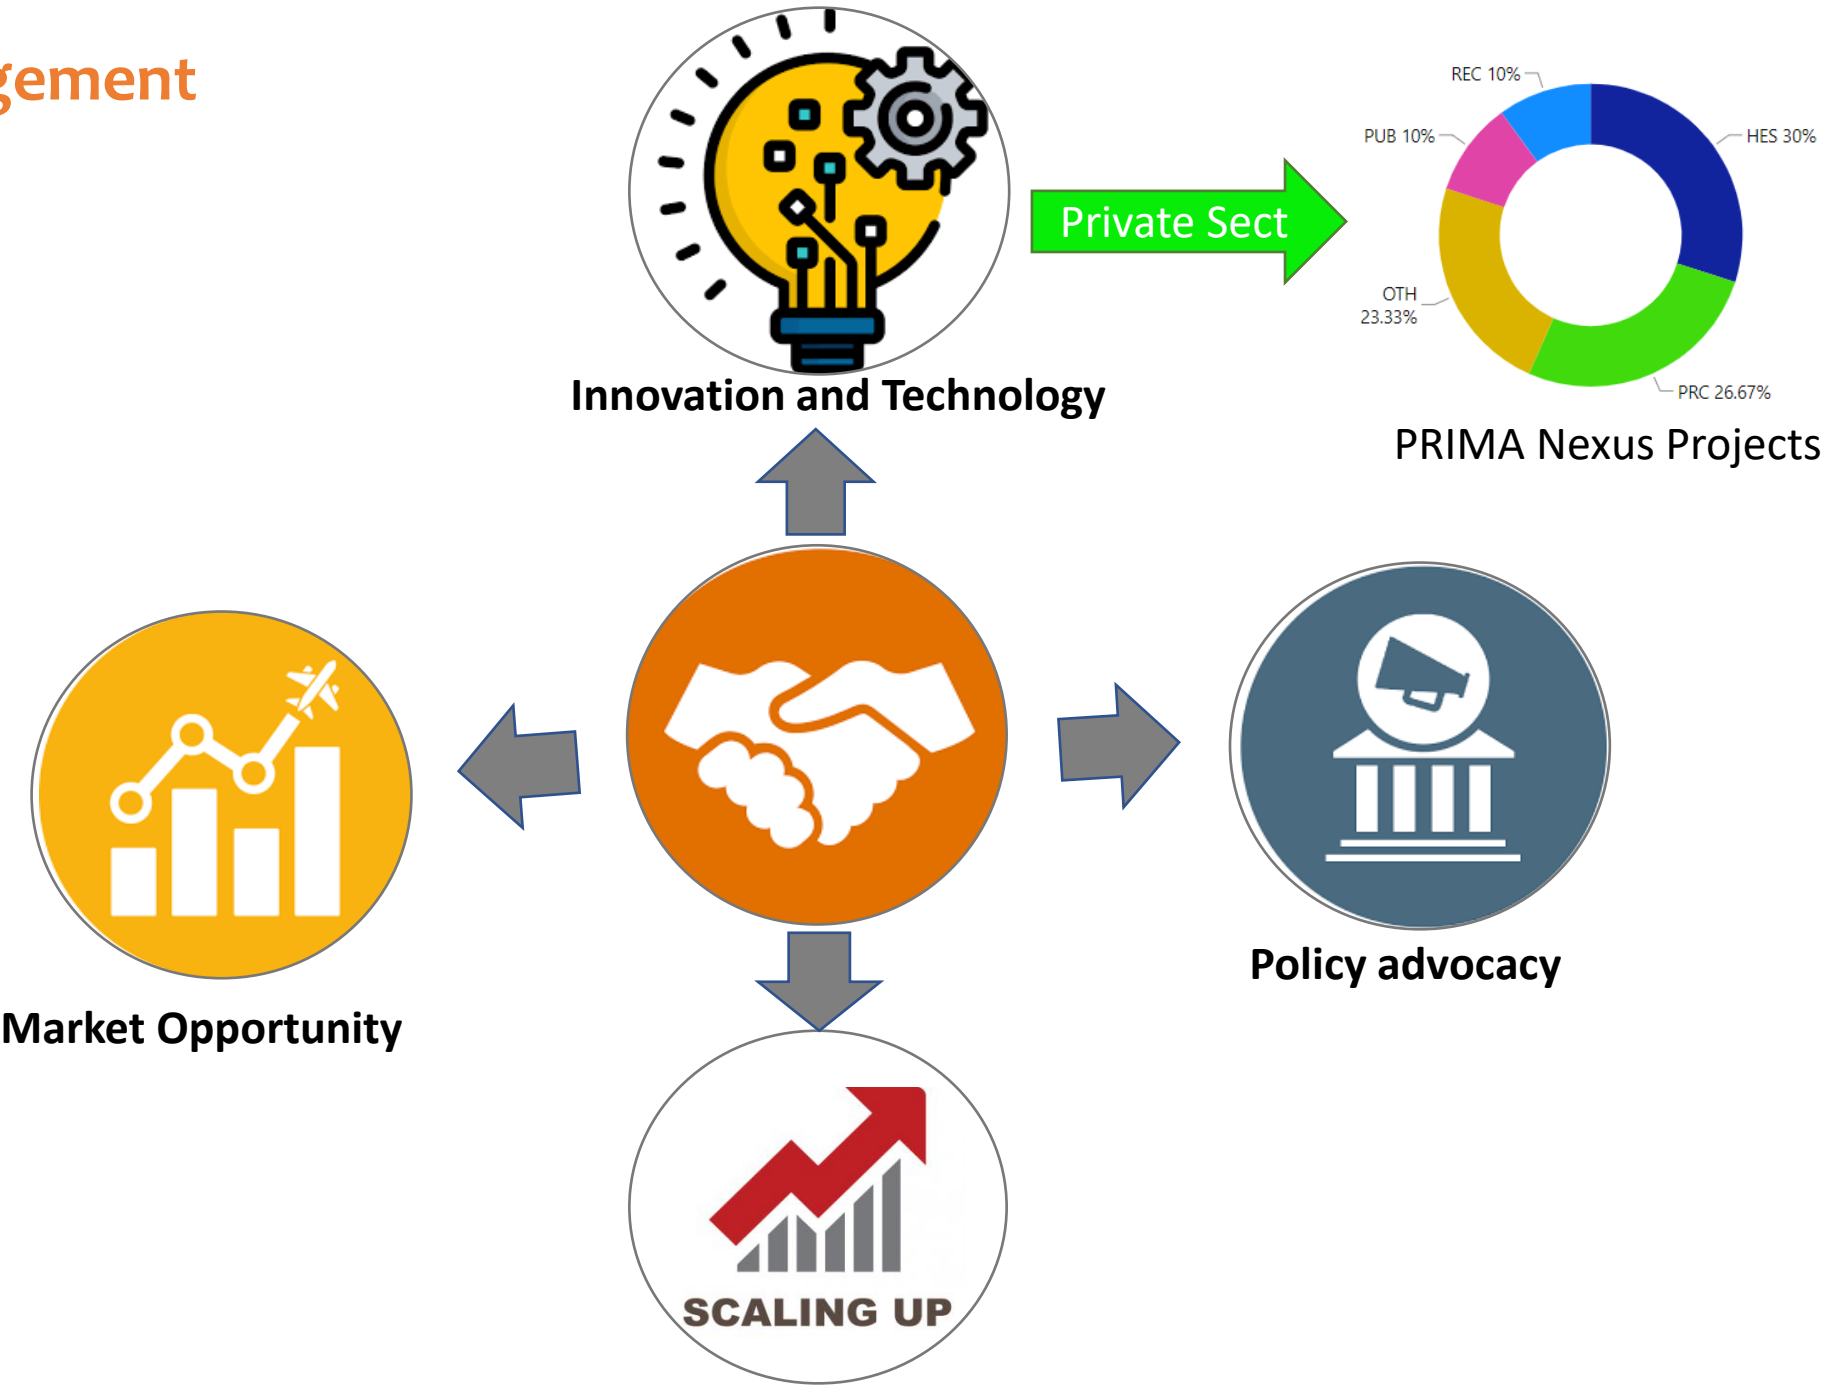 gement
REC 10%
PUB 10%
HES 30%
Private Sect
OTH
23.33%
PRC 26.67%
Innovation and Technology
PRIMA Nexus Projects
Policy advocacy
Market Opportunity
SCALING UP